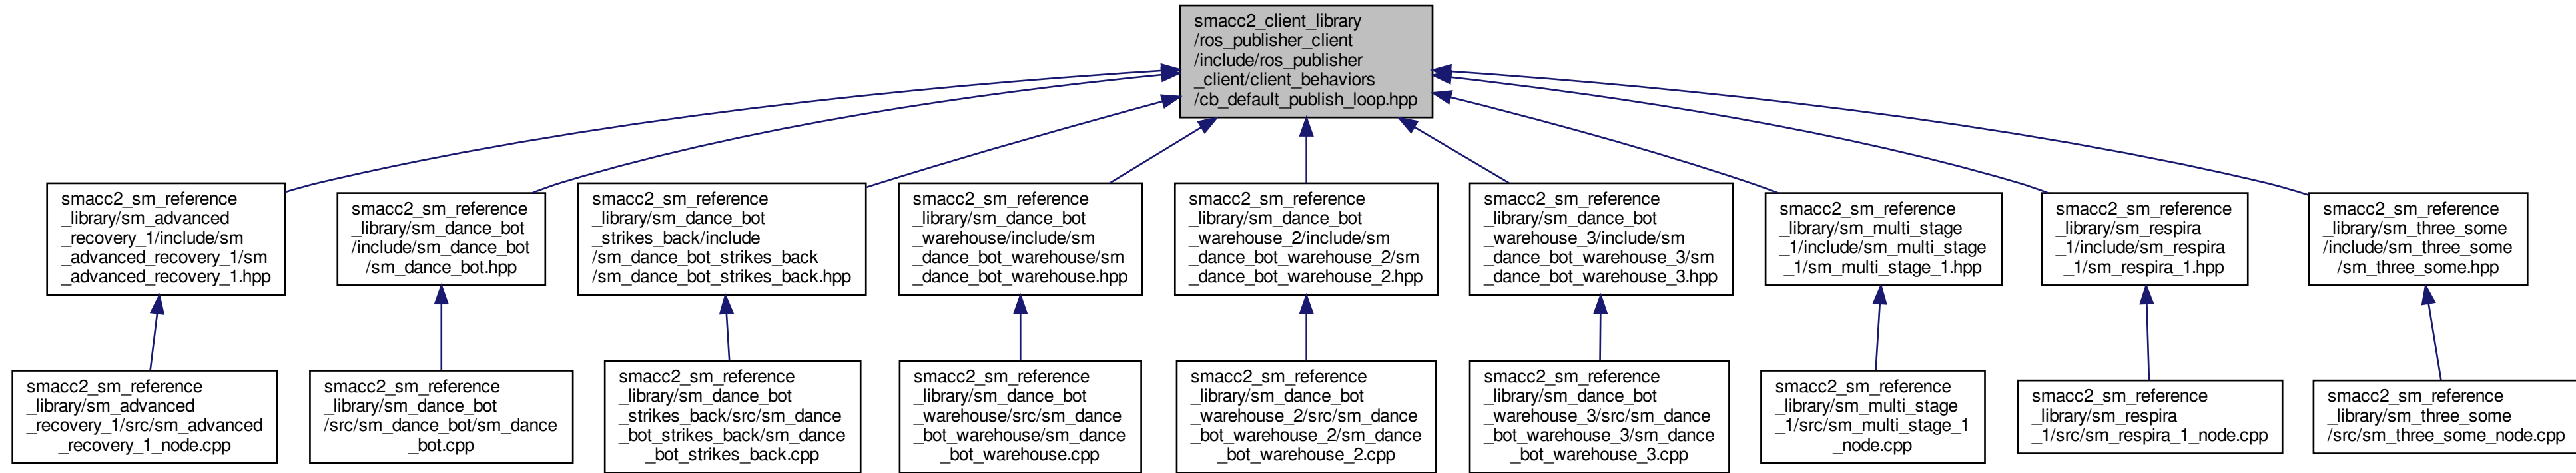 smacc2_client_library
/ros_publisher_client
/include/ros_publisher
_client/client_behaviors
/cb_default_publish_loop.hpp
smacc2_sm_reference
_library/sm_advanced
_recovery_1/include/sm
_advanced_recovery_1/sm
_advanced_recovery_1.hpp
smacc2_sm_reference
_library/sm_dance_bot
/include/sm_dance_bot
/sm_dance_bot.hpp
smacc2_sm_reference
_library/sm_dance_bot
_strikes_back/include
/sm_dance_bot_strikes_back
/sm_dance_bot_strikes_back.hpp
smacc2_sm_reference
_library/sm_dance_bot
_warehouse/include/sm
_dance_bot_warehouse/sm
_dance_bot_warehouse.hpp
smacc2_sm_reference
_library/sm_dance_bot
_warehouse_2/include/sm
_dance_bot_warehouse_2/sm
_dance_bot_warehouse_2.hpp
smacc2_sm_reference
_library/sm_dance_bot
_warehouse_3/include/sm
_dance_bot_warehouse_3/sm
_dance_bot_warehouse_3.hpp
smacc2_sm_reference
_library/sm_multi_stage
_1/include/sm_multi_stage
_1/sm_multi_stage_1.hpp
smacc2_sm_reference
_library/sm_respira
_1/include/sm_respira
_1/sm_respira_1.hpp
smacc2_sm_reference
_library/sm_three_some
/include/sm_three_some
/sm_three_some.hpp
smacc2_sm_reference
_library/sm_advanced
_recovery_1/src/sm_advanced
_recovery_1_node.cpp
smacc2_sm_reference
_library/sm_dance_bot
/src/sm_dance_bot/sm_dance
_bot.cpp
smacc2_sm_reference
_library/sm_dance_bot
_strikes_back/src/sm_dance
_bot_strikes_back/sm_dance
_bot_strikes_back.cpp
smacc2_sm_reference
_library/sm_dance_bot
_warehouse/src/sm_dance
_bot_warehouse/sm_dance
_bot_warehouse.cpp
smacc2_sm_reference
_library/sm_dance_bot
_warehouse_2/src/sm_dance
_bot_warehouse_2/sm_dance
_bot_warehouse_2.cpp
smacc2_sm_reference
_library/sm_dance_bot
_warehouse_3/src/sm_dance
_bot_warehouse_3/sm_dance
_bot_warehouse_3.cpp
smacc2_sm_reference
_library/sm_multi_stage
_1/src/sm_multi_stage_1
_node.cpp
smacc2_sm_reference
_library/sm_respira
_1/src/sm_respira_1_node.cpp
smacc2_sm_reference
_library/sm_three_some
/src/sm_three_some_node.cpp